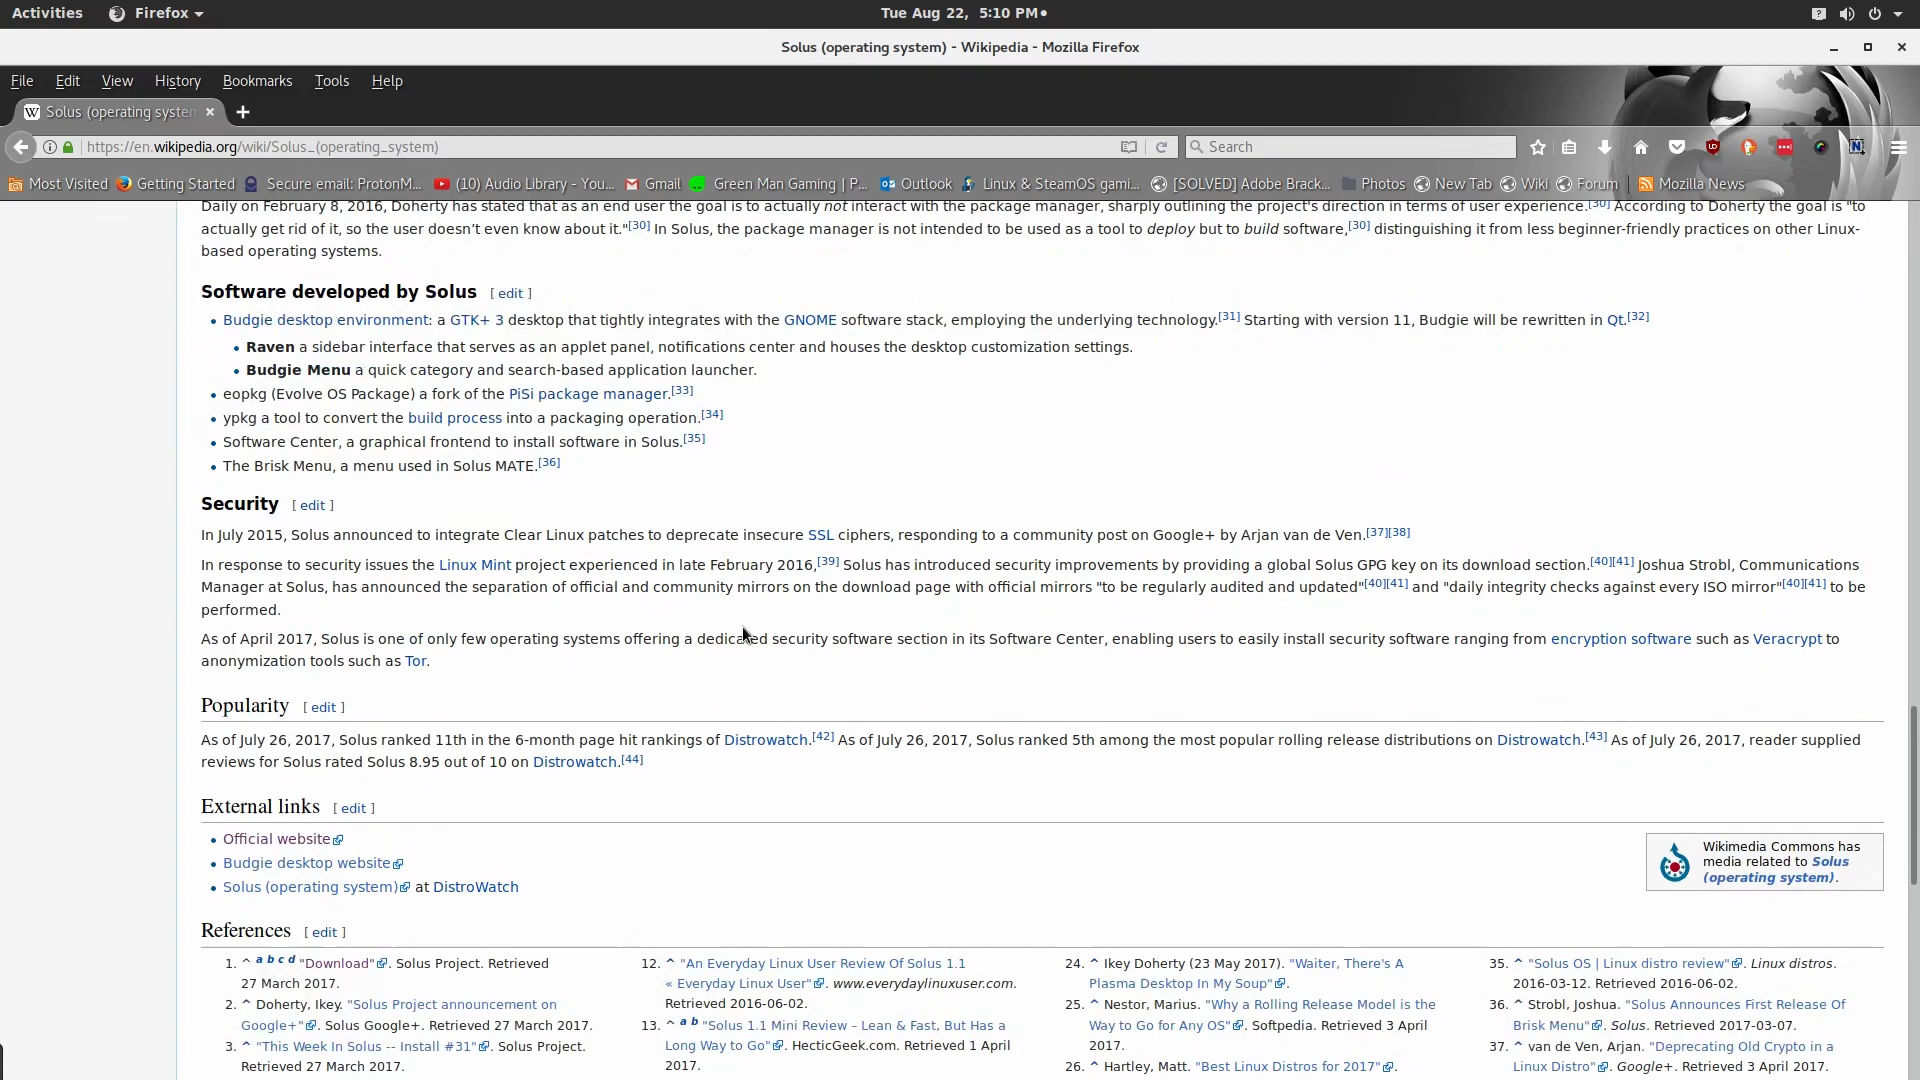 Activities Firefox Tue Aug 22, 5:10 PM
Solus (operating system) - Wikipedia - Mozilla Firefox
File Edit View History Bookmarks Tools Help
Solus (operating system
https://en.wikipedia.org/wiki/Solus_(operating_system) Search
Most Visited Getting Started Secure email: ProtonM... (10) Audio Library - You... Gmail Green Man Gaming | P... Outlook Linux & SteamOS gami... [SOLVED] Adobe Brack... Photos New Tab Wiki Forum Mozilla News
Daily on February 8, 2016, Doherty has stated that as an end user the goal is to actually not interact with the package manager, sharply outlining the project's direction in terms of user experience.[30] According to Doherty the goal is "to
actually get rid of it, so the user doesn't even know about it."[30] In Solus, the package manager is not intended to be used as a tool to deploy but to build software,[30] distinguishing it from less beginner-friendly practices on other Linux-
based operating systems.
Software developed by Solus [ edit ]
• Budgie desktop environment: a GTK+ 3 desktop that tightly integrates with the GNOME software stack, employing the underlying technology.[31] Starting with version 11, Budgie will be rewritten in Qt.[32]
• Raven a sidebar interface that serves as an applet panel, notifications center and houses the desktop customization settings.
• Budgie Menu a quick category and search-based application launcher.
• eopkg (Evolve OS Package) a fork of the PiSi package manager.[33]
• ypkg a tool to convert the build process into a packaging operation.[34]
• Software Center, a graphical frontend to install software in Solus.[35]
• The Brisk Menu, a menu used in Solus MATE.[36]
Security [ edit ]
In July 2015, Solus announced to integrate Clear Linux patches to deprecate insecure SSL ciphers, responding to a community post on Google+ by Arjan van de Ven.[37][38]
In response to security issues the Linux Mint project experienced in late February 2016,[39] Solus has introduced security improvements by providing a global Solus GPG key on its download section.[40][41] Joshua Strobl, Communications
Manager at Solus, has announced the separation of official and community mirrors on the download page with official mirrors "to be regularly audited and updated"[40][41] and "daily integrity checks against every ISO mirror"[40][41] to be
performed.
As of April 2017, Solus is one of only few operating systems offering a dedicated security software section in its Software Center, enabling users to easily install security software ranging from encryption software such as Veracrypt to
anonymization tools such as Tor.
Popularity [ edit ]
As of July 26, 2017, Solus ranked 11th in the 6-month page hit rankings of Distrowatch.[42] As of July 26, 2017, Solus ranked 5th among the most popular rolling release distributions on Distrowatch.[43] As of July 26, 2017, reader supplied
reviews for Solus rated Solus 8.95 out of 10 on Distrowatch.[44]
External links [ edit ]
• Official website
• Budgie desktop website
• Solus (operating system) at DistroWatch
Wikimedia Commons has
media related to Solus
(operating system).
References [ edit ]
1. ^ a b c d "Download". Solus Project. Retrieved
27 March 2017.
2. ^ Doherty, Ikey. "Solus Project announcement on
Google+". Solus Google+. Retrieved 27 March 2017.
3. ^ "This Week In Solus -- Install #31". Solus Project.
Retrieved 27 March 2017.
12. ^ "An Everyday Linux User Review Of Solus 1.1
« Everyday Linux User". www.everydaylinuxuser.com.
Retrieved 2016-06-02.
13. ^ a b "Solus 1.1 Mini Review – Lean & Fast, But Has a
Long Way to Go". HecticGeek.com. Retrieved 1 April
2017.
24. ^ Ikey Doherty (23 May 2017). "Waiter, There's A
Plasma Desktop In My Soup".
25. ^ Nestor, Marius. "Why a Rolling Release Model is the
Way to Go for Any OS". Softpedia. Retrieved 3 April
2017.
26. ^ Hartley, Matt. "Best Linux Distros for 2017".
35. ^ "Solus OS | Linux distro review". Linux distros.
2016-03-12. Retrieved 2016-06-02.
36. ^ Strobl, Joshua. "Solus Announces First Release Of
Brisk Menu". Solus. Retrieved 2017-03-07.
37. ^ van de Ven, Arjan. "Deprecating Old Crypto in a
Linux Distro". Google+. Retrieved 3 April 2017.